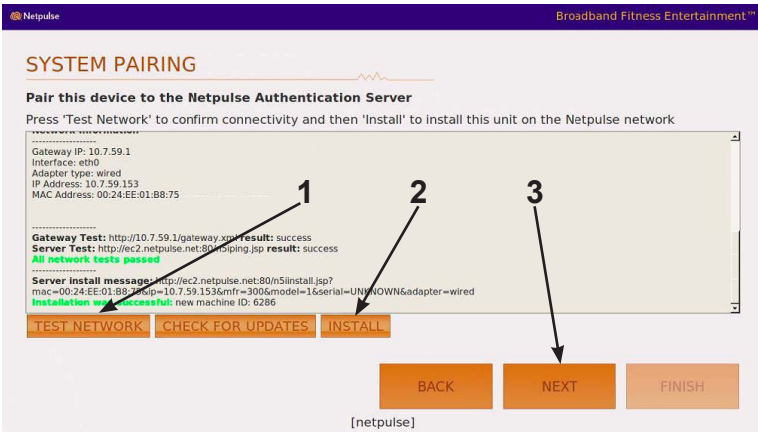 Netpulse
Broadband Fitness Entertainment™
SYSTEM PAIRING
Pair this device to the Netpulse Authentication Server
Press 'Test Network' to confirm connectivity and then 'Install' to install this unit on the Netpulse network
Network Information
--------------------
Gateway IP: 10.7.59.1
Interface: eth0
Adapter type: wired
IP Address: 10.7.59.153
MAC Address: 00:24:EE:01:B8:75
1
2
3
--------------------
Gateway Test: http://10.7.59.1/gateway.xml result: success
Server Test: http://ec2.netpulse.net:80/n5iping.jsp result: success
All network tests passed
--------------------
Server install message: http://ec2.netpulse.net:80/n5iinstall.jsp?
mac=00:24:EE:01:B8:75&ip=10.7.59.153&mfr=300&model=1&serial=UNKNOWN&adapter=wired
Installation was successful: new machine ID: 6286
TEST NETWORK
CHECK FOR UPDATES
INSTALL
BACK
NEXT
FINISH
[netpulse]